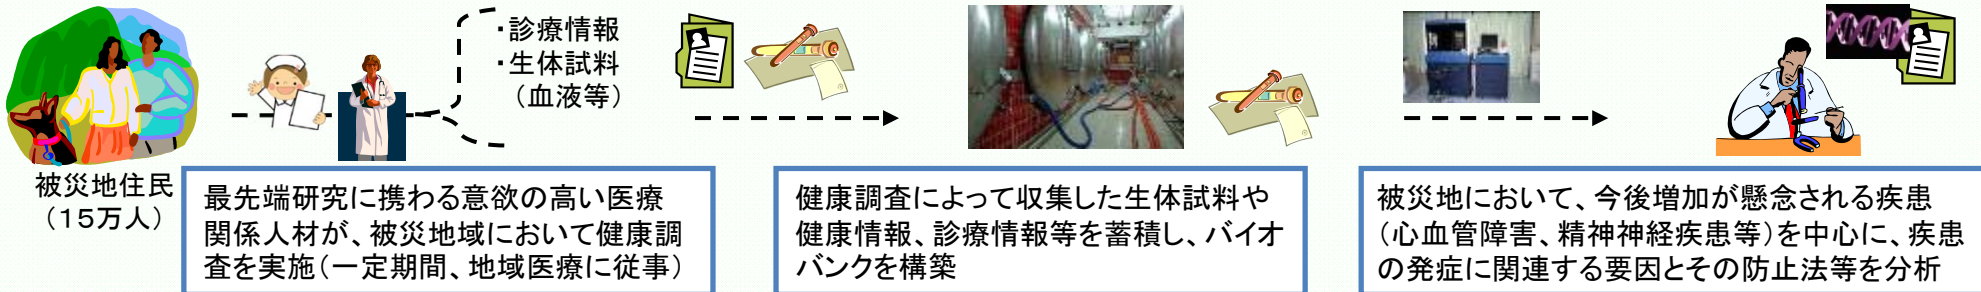 ・診療情報
・生体試料
（血液等）
被災地住民
（15万人）
最先端研究に携わる意欲の高い医療
関係人材が、被災地域において健康調
査を実施（一定期間、地域医療に従事）
健康調査によって収集した生体試料や
健康情報、診療情報等を蓄積し、バイオ
バンクを構築
被災地において、今後増加が懸念される疾患
（心血管障害、精神神経疾患等）を中心に、疾患
の発症に関連する要因とその防止法等を分析